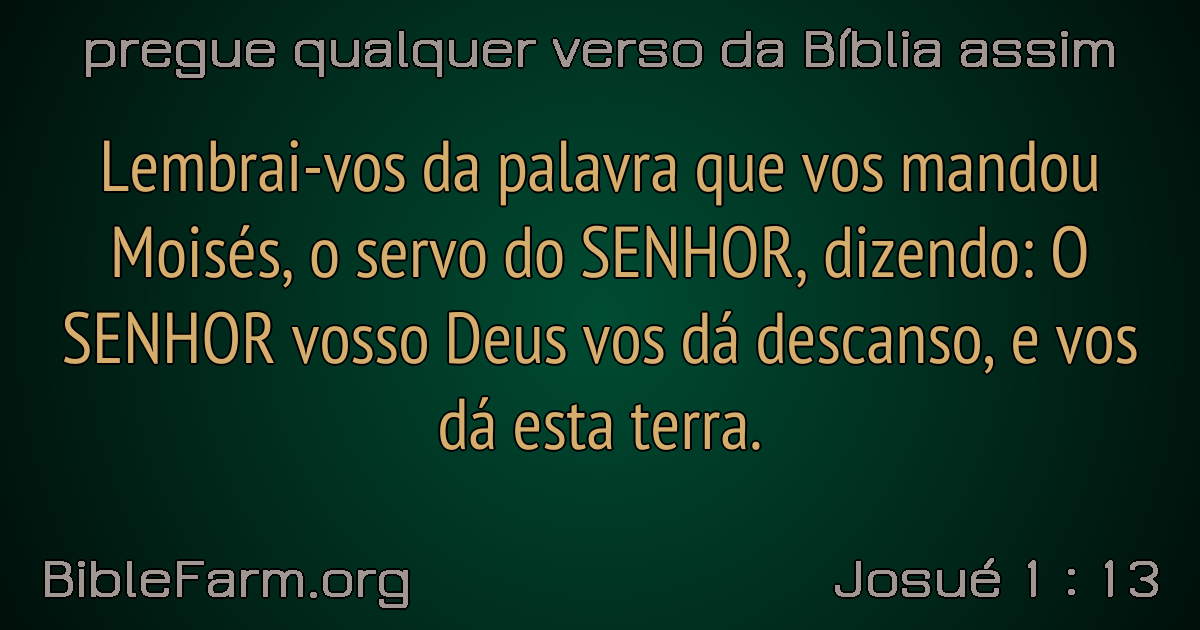 pregue qualquer verso da Bíblia assim
Lembrai-vos da palavra que vos mandou
Moisés, o servo do SENHOR, dizendo: O
SENHOR vosso Deus vos dá descanso, e vos
dá esta terra.
BibleFarm.org
Josué 1 : 13